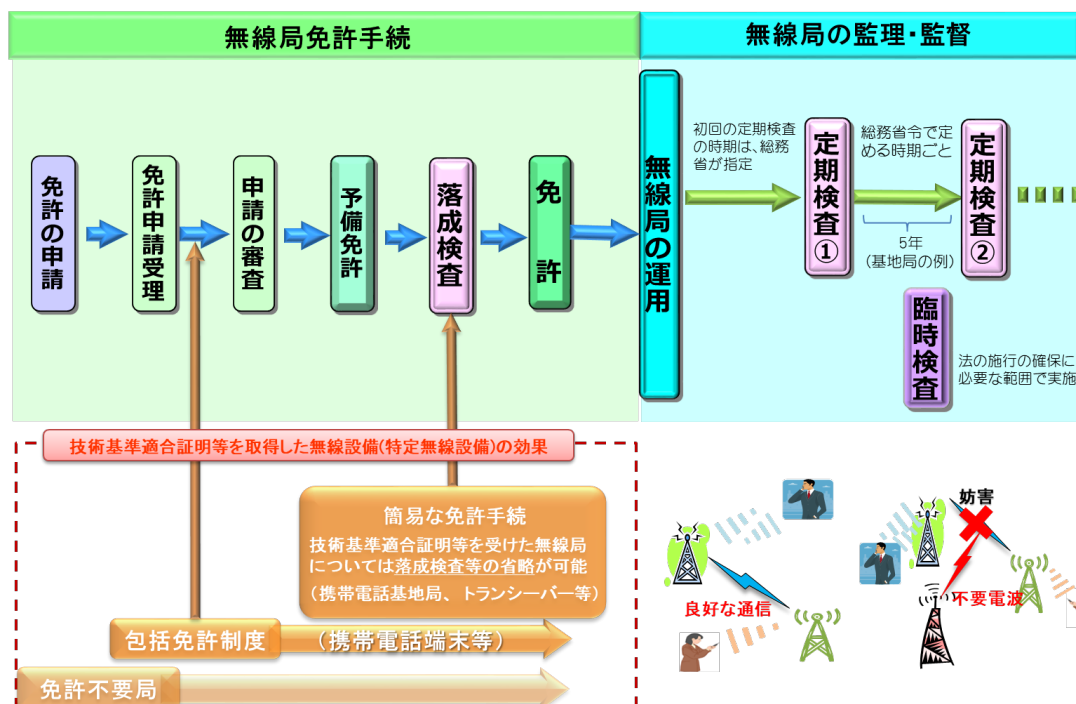 無線局免許手続
無線局の監理・監督
免許の申請
免許申請受理
申請の審査
予備免許
落成検査
免許
無線局の運用
初回の定期検査
の時期は、総務
省が指定
定期検査①
総務省令で定
める時期ごと
5年
(基地局の例)
定期検査②
臨時検査
法の施行の確保に
必要な範囲で実施
技術基準適合証明等を取得した無線設備(特定無線設備)の効果
簡易な免許手続
技術基準適合証明等を受けた無線局
については落成検査等の省略が可能
(携帯電話基地局、トランシーバー等)
包括免許制度
(携帯電話端末等)
免許不要局
良好な通信
妨害
不要電波